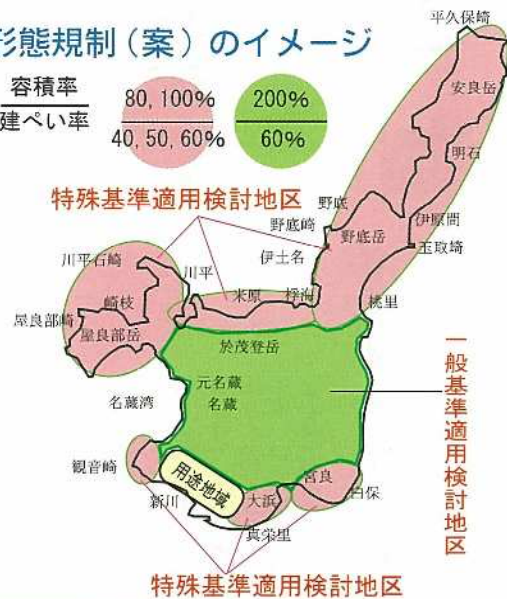 形態規制（案）のイメージ
容積率
建ぺい率
80, 100%
40, 50, 60%
200%
60%
平久保崎
安良岳
明石
特殊基準適用検討地区
野底
野底崎
野底岳
伊原間
玉取埼
伊土名
川平石崎
川平
崎枝
米原
桴海
桃里
屋良部崎
屋良部岳
於茂登岳
一般基準適用検討地区
元名蔵
名蔵
名蔵湾
観音崎
用途地域
宮良
白保
新川
大浜
真栄里
特殊基準適用検討地区